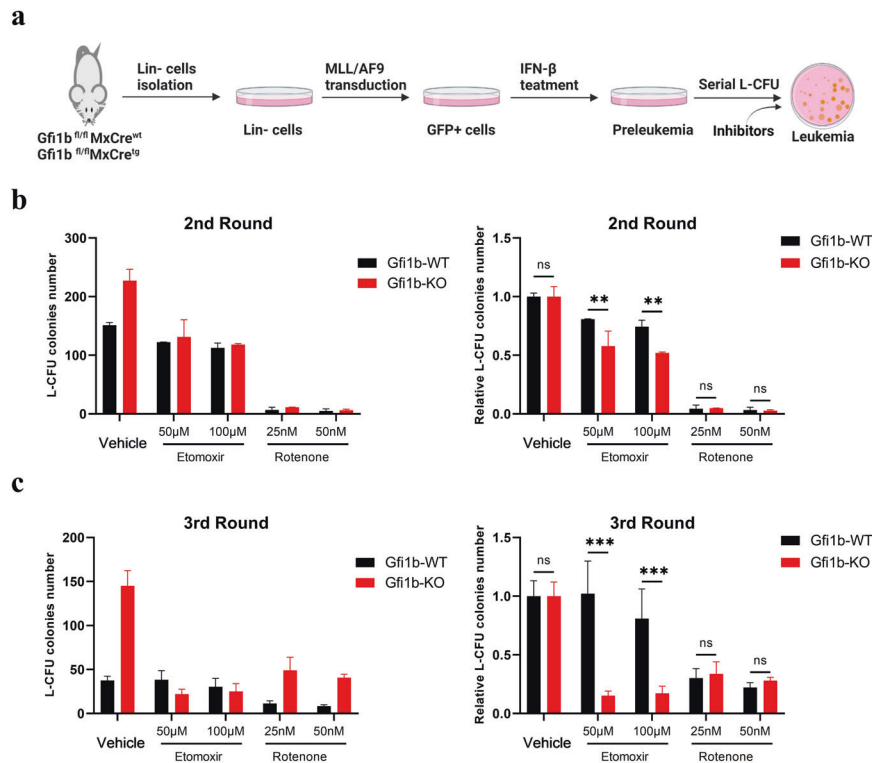 a
Lin- cells
isolation
MLL/AF9
transduction
IFN-β
teatment
Serial L-CFU
Inhibitors
Gfi1b fl/fl MxCrewt
Gfi1b fl/flMxCretg
Lin- cells
GFP+ cells
Preleukemia
Leukemia
b
2nd Round
L-CFU colonies number
300
200
100
0
Gfi1b-WT
Gfi1b-KO
Vehicle
50μM
100μM
25nM
50nM
Etomoxir
Rotenone
2nd Round
Relative L-CFU colonies number
1.5
1.0
0.5
0.0
ns
**
**
ns
ns
Gfi1b-WT
Gfi1b-KO
Vehicle
50μM
100μM
25nM
50nM
Etomoxir
Rotenone
c
3rd Round
L-CFU colonies number
200
150
100
50
0
Gfi1b-WT
Gfi1b-KO
Vehicle
50μM
100μM
25nM
50nM
Etomoxir
Rotenone
3rd Round
Relative L-CFU colonies number
1.5
1.0
0.5
0.0
ns
***
***
ns
ns
Gfi1b-WT
Gfi1b-KO
Vehicle
50μM
100μM
25nM
50nM
Etomoxir
Rotenone